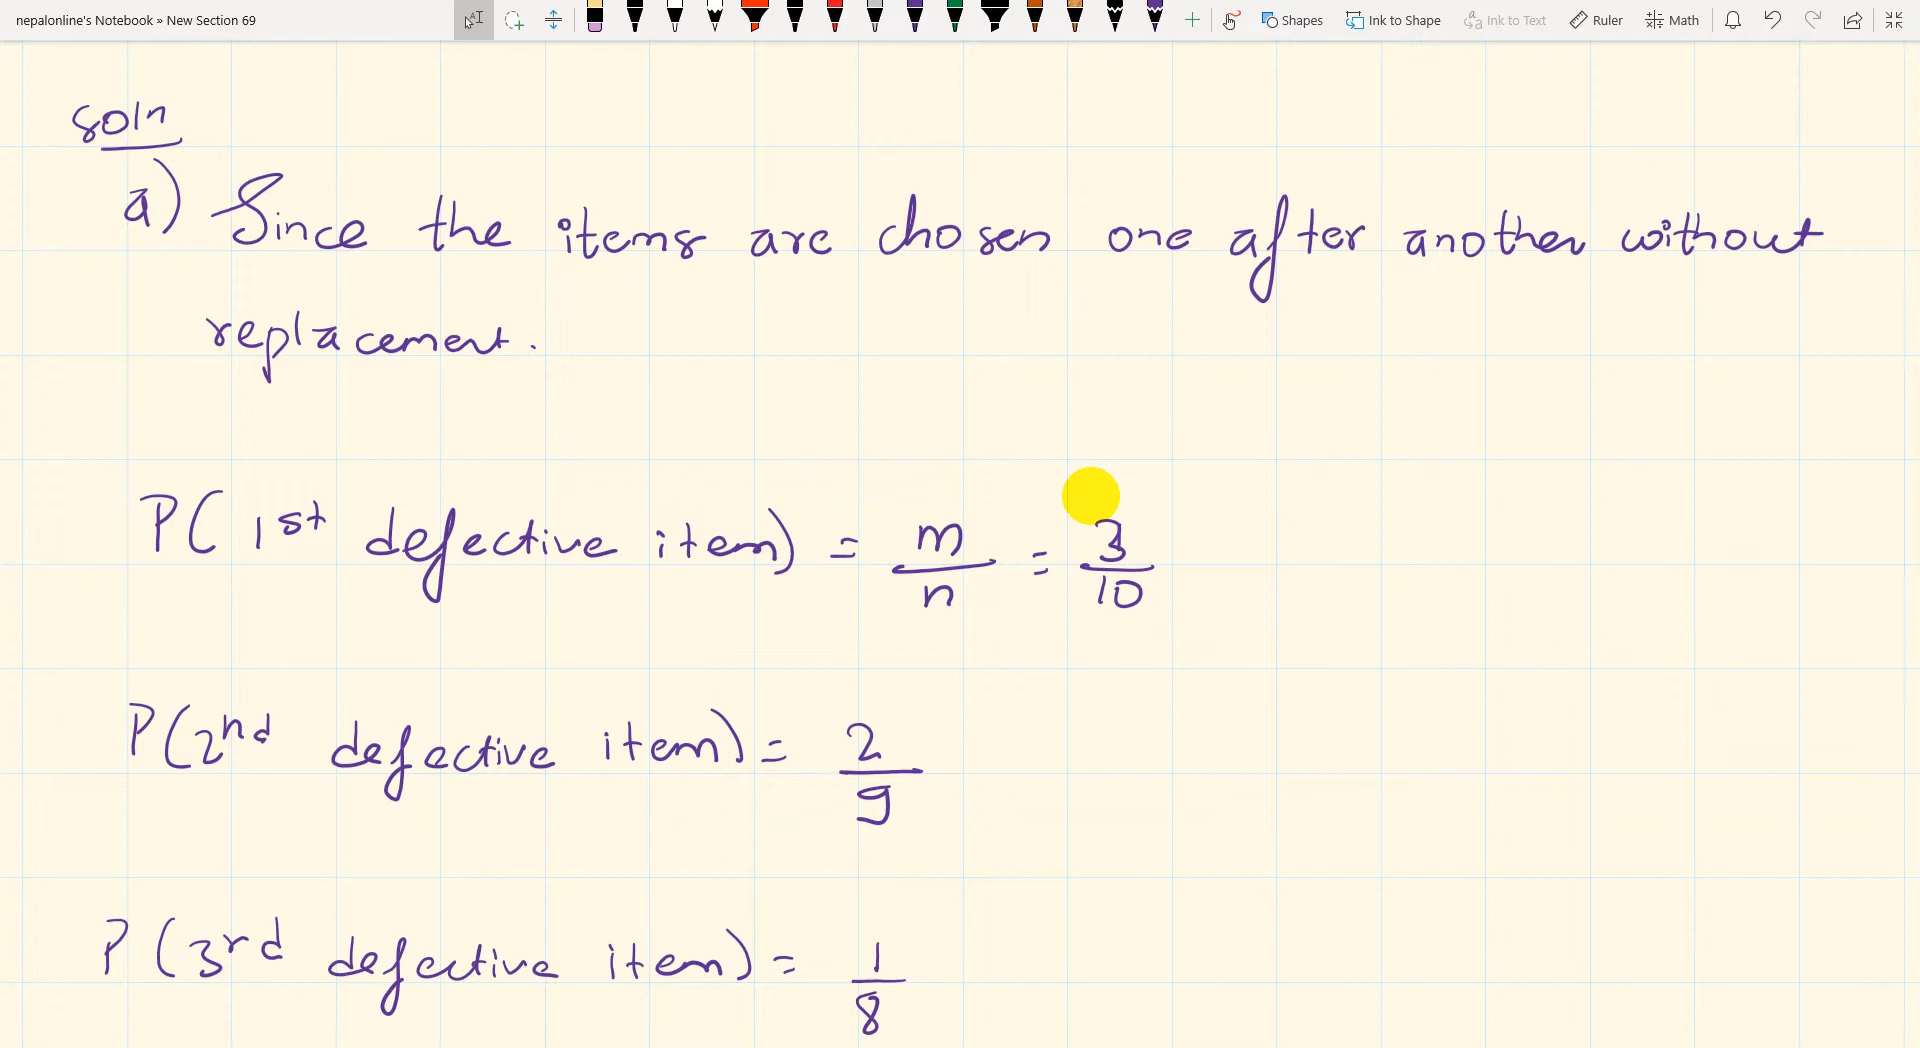 nepalonline's Notebook » New Section 69
Shapes Ink to Shape Ink to Text Ruler Math
soln
a) Since the items are chosen one after another without
replacement.
P(1st defective item) = m/n = 3/10
P(2nd defective item) = 2/9
P(3rd defective item) = 1/8